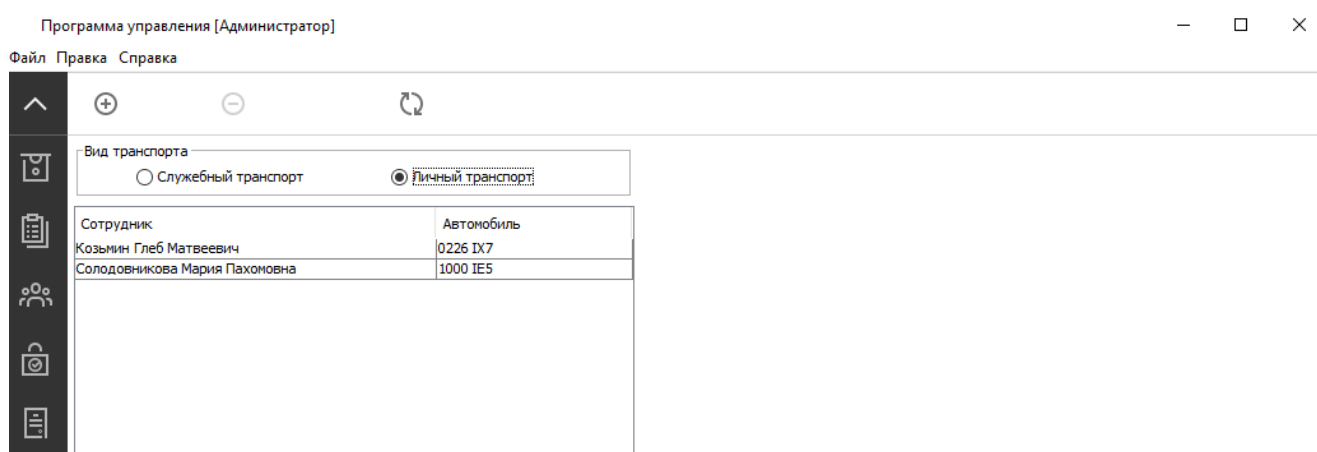 Программа управления [Администратор]
Файл Правка Справка
Вид транспорта
Служебный транспорт Личный транспорт
Сотрудник Автомобиль
Козьмин Глеб Матвеевич 0226 IX7
Солодовникова Мария Пахомовна 1000 IE5